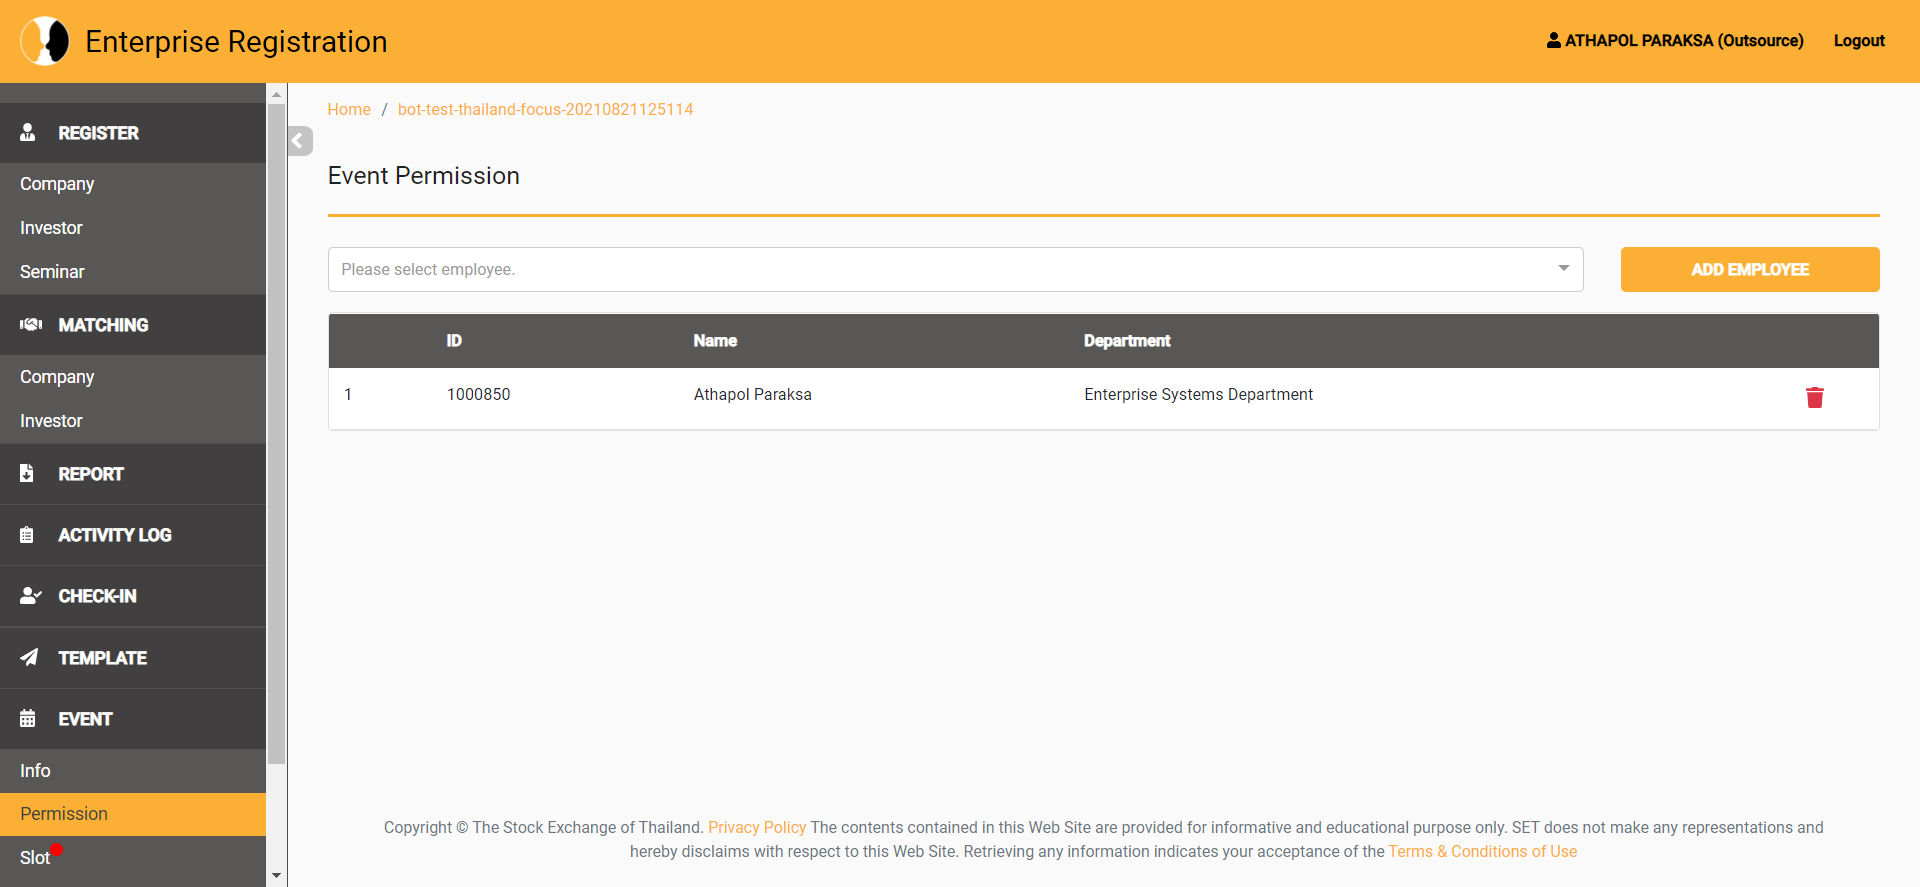 Enterprise Registration
ATHAPOL PARAKSA (Outsource)
Logout
REGISTER
Company
Investor
Seminar
MATCHING
Company
Investor
REPORT
ACTIVITY LOG
CHECK-IN
TEMPLATE
EVENT
Info
Permission
Slot
Home / bot-test-thailand-focus-20210821125114
Event Permission
Please select employee.
ADD EMPLOYEE
ID Name Department
1 1000850 Athapol Paraksa Enterprise Systems Department
Copyright © The Stock Exchange of Thailand. Privacy Policy The contents contained in this Web Site are provided for informative and educational purpose only. SET does not make any representations and
hereby disclaims with respect to this Web Site. Retrieving any information indicates your acceptance of the Terms & Conditions of Use